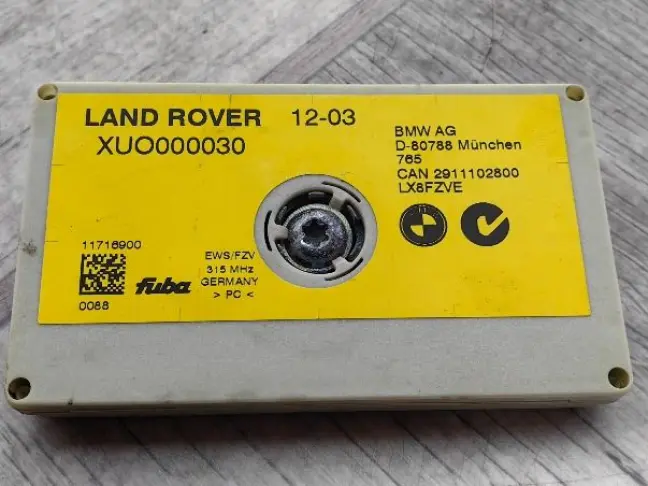 LAND ROVER 12-03
XUO000030
BMW AG
D-80788 München
765
CAN 2911102800
LX8FZVE
11716900
0088
fuba
EWS/FZV
315 MHz
GERMANY
> PC <